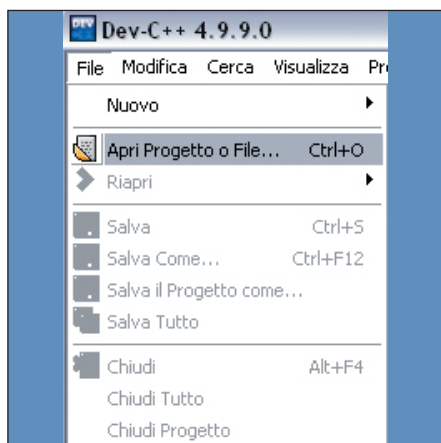 DEV
Dev-C++ 4.9.9.0
File Modifica Cerca Visualizza
Nuovo
Apri Progetto o File... Ctrl+O
Riapri
Salva Ctrl+S
Salva Come... Ctrl+F12
Salva il Progetto come...
Salva Tutto
Chiudi Alt+F4
Chiudi Tutto
Chiudi Progetto